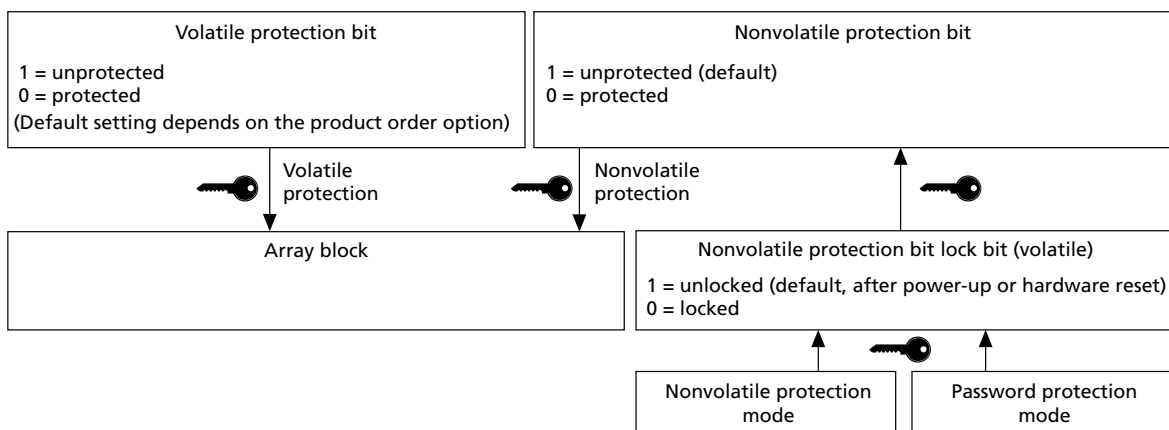 Volatile protection bit
1 = unprotected
0 = protected
(Default setting depends on the product order option)
Nonvolatile protection bit
1 = unprotected (default)
0 = protected
Volatile
protection
Nonvolatile
protection
Array block
Nonvolatile protection bit lock bit (volatile)
1 = unlocked (default, after power-up or hardware reset)
0 = locked
Nonvolatile protection
mode
Password protection
mode